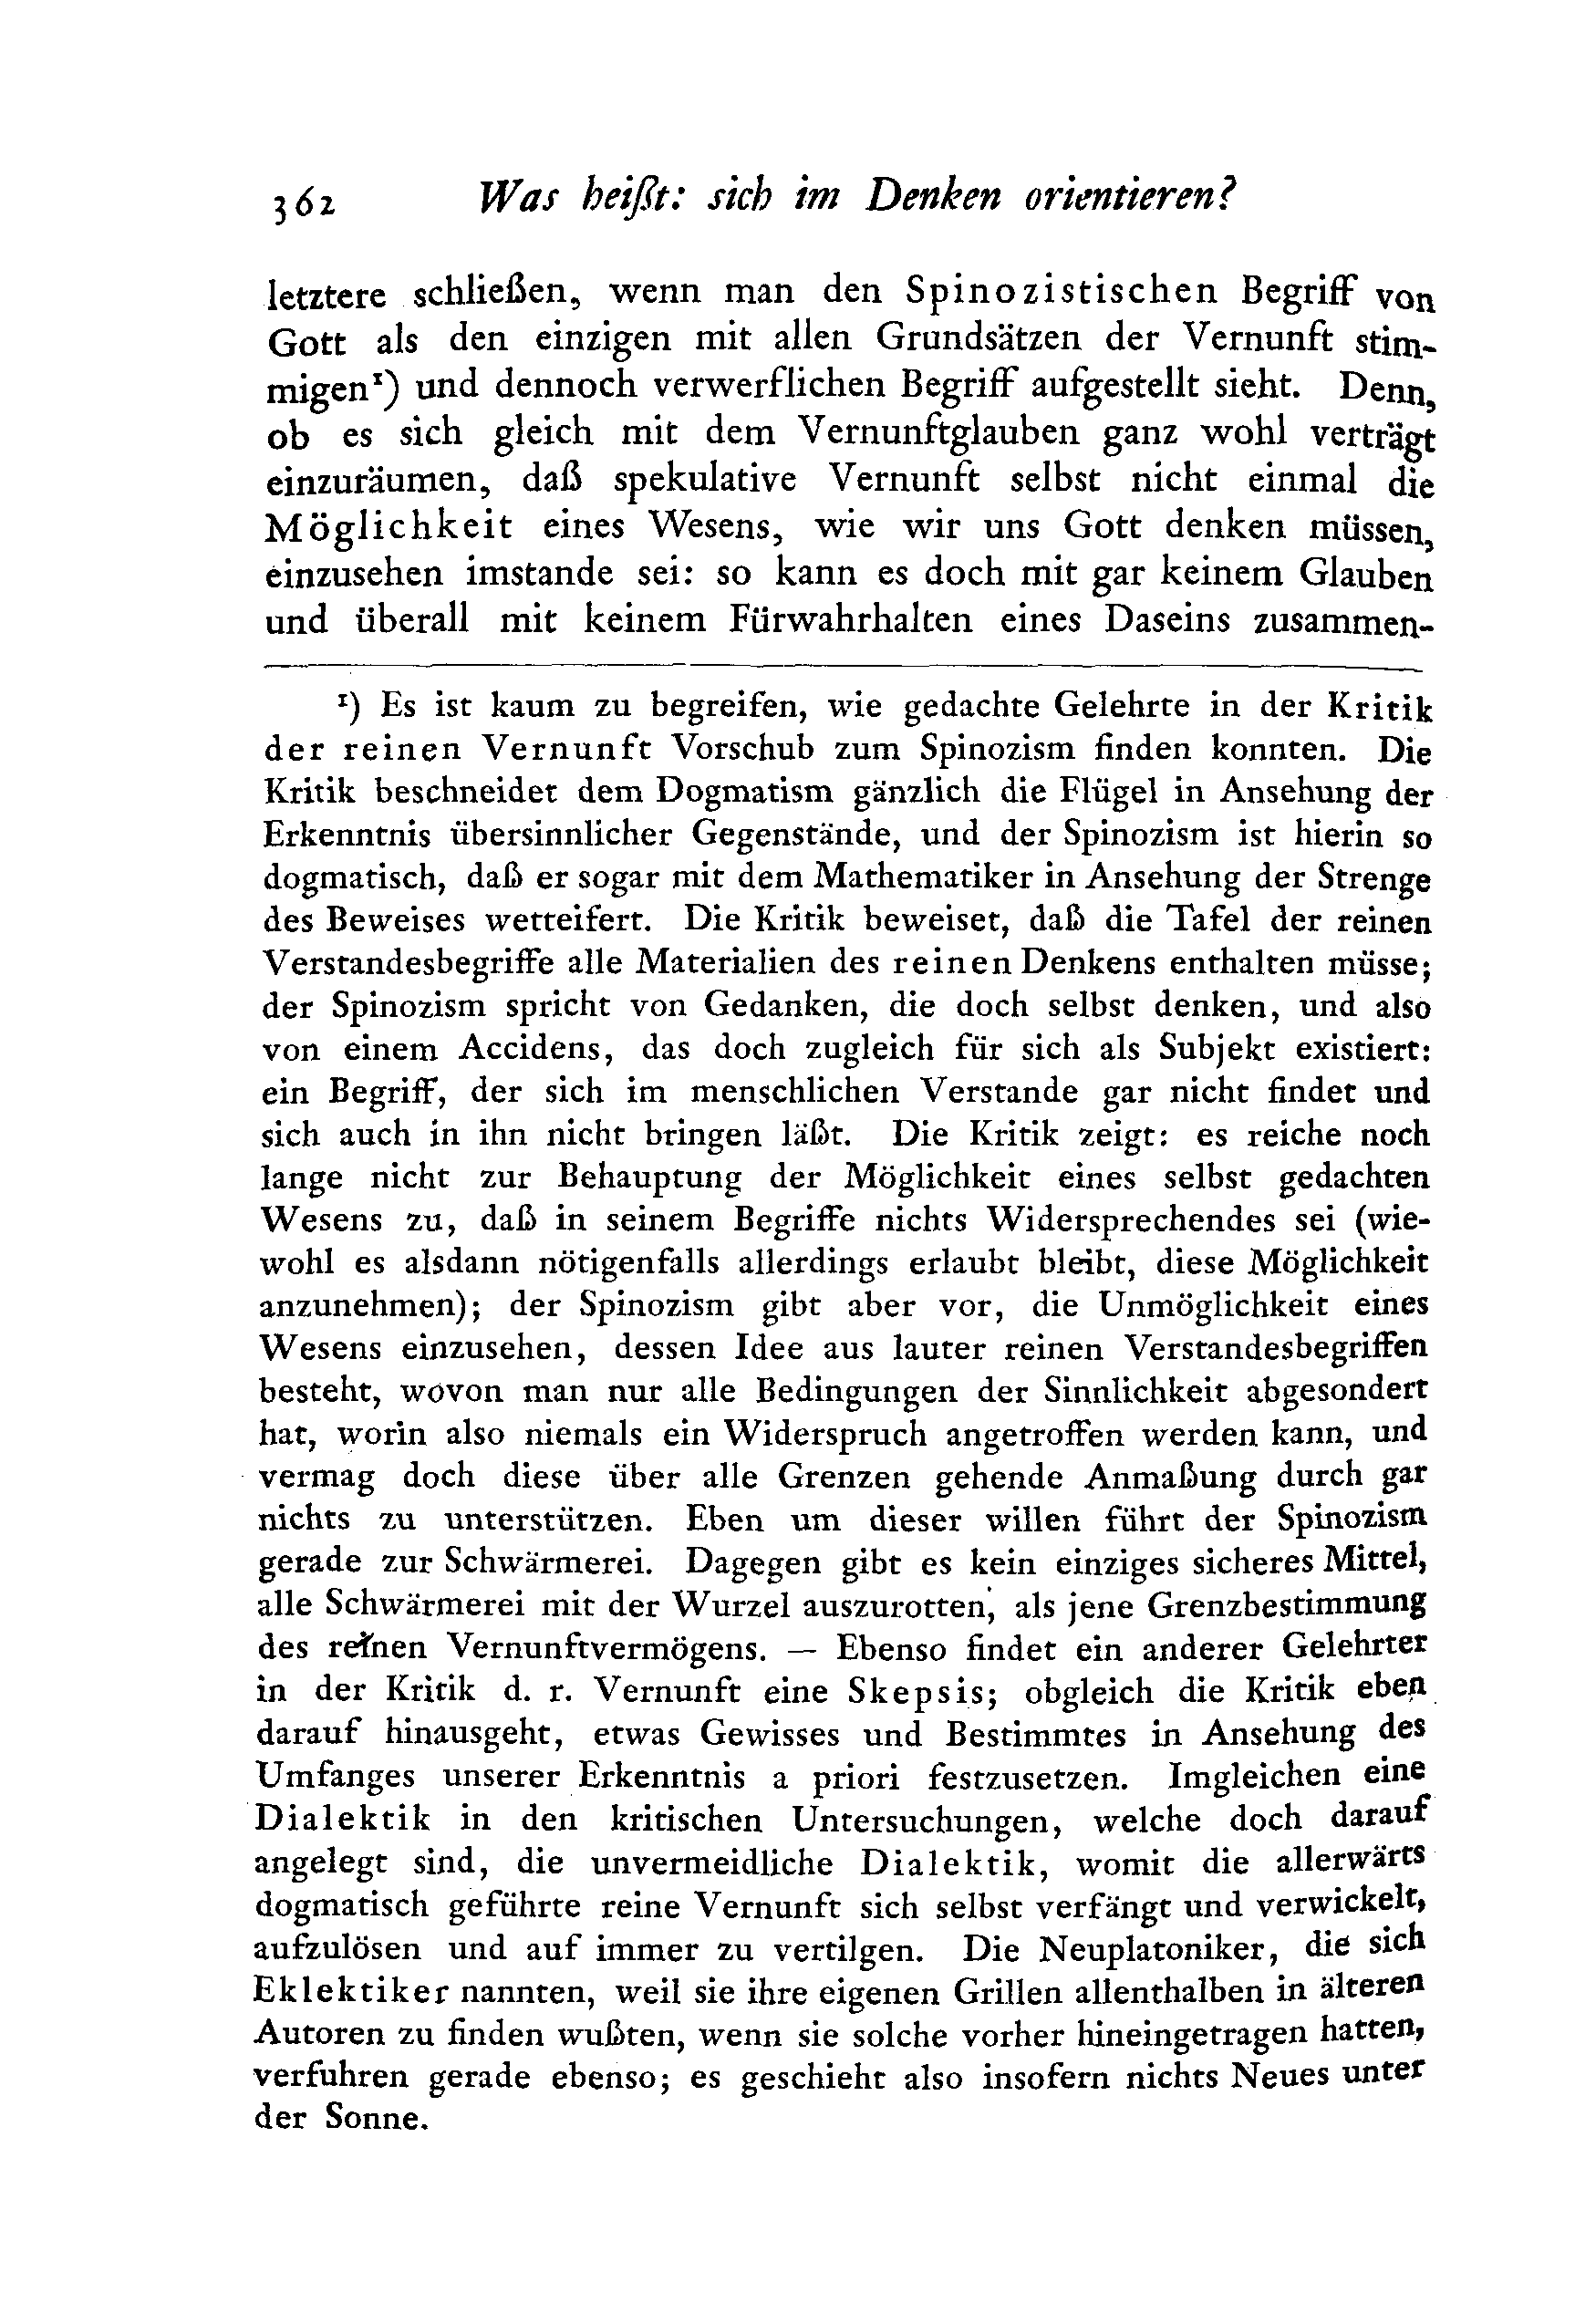 362 Was heißt: sich im Denken orientieren?
letztere schließen, wenn man den Spinozistischen Begriff von
Gott als den einzigen mit allen Grundsätzen der Vernunft stim-
migen¹) und dennoch verwerflichen Begriff aufgestellt sieht. Denn,
ob es sich gleich mit dem Vernunftglauben ganz wohl verträgt
einzuräumen, daß spekulative Vernunft selbst nicht einmal die
Möglichkeit eines Wesens, wie wir uns Gott denken müssen,
einzusehen imstande sei: so kann es doch mit gar keinem Glauben
und überall mit keinem Fürwahrhalten eines Daseins zusammen-
¹) Es ist kaum zu begreifen, wie gedachte Gelehrte in der Kritik
der reinen Vernunft Vorschub zum Spinozism finden konnten. Die
Kritik beschneidet dem Dogmatism gänzlich die Flügel in Ansehung der
Erkenntnis übersinnlicher Gegenstände, und der Spinozism ist hierin so
dogmatisch, daß er sogar mit dem Mathematiker in Ansehung der Strenge
des Beweises wetteifert. Die Kritik beweiset, daß die Tafel der reinen
Verstandesbegriffe alle Materialien des reinen Denkens enthalten müsse;
der Spinozism spricht von Gedanken, die doch selbst denken, und also
von einem Accidens, das doch zugleich für sich als Subjekt existiert:
ein Begriff, der sich im menschlichen Verstande gar nicht findet und
sich auch in ihn nicht bringen läßt. Die Kritik zeigt: es reiche noch
lange nicht zur Behauptung der Möglichkeit eines selbst gedachten
Wesens zu, daß in seinem Begriffe nichts Widersprechendes sei (wie-
wohl es alsdann nötigenfalls allerdings erlaubt bleibt, diese Möglichkeit
anzunehmen); der Spinozism gibt aber vor, die Unmöglichkeit eines
Wesens einzusehen, dessen Idee aus lauter reinen Verstandesbegriffen
besteht, wovon man nur alle Bedingungen der Sinnlichkeit abgesondert
hat, worin also niemals ein Widerspruch angetroffen werden kann, und
vermag doch diese über alle Grenzen gehende Anmaßung durch gar
nichts zu unterstützen. Eben um dieser willen führt der Spinozism
gerade zur Schwärmerei. Dagegen gibt es kein einziges sicheres Mittel,
alle Schwärmerei mit der Wurzel auszurotten, als jene Grenzbestimmung
des reinen Vernunftvermögens. — Ebenso findet ein anderer Gelehrter
in der Kritik d. r. Vernunft eine Skepsis; obgleich die Kritik eben
darauf hinausgeht, etwas Gewisses und Bestimmtes in Ansehung des
Umfanges unserer Erkenntnis a priori festzusetzen. Imgleichen eine
Dialektik in den kritischen Untersuchungen, welche doch darauf
angelegt sind, die unvermeidliche Dialektik, womit die allerwärts
dogmatisch geführte reine Vernunft sich selbst verfängt und verwickelt,
aufzulösen und auf immer zu vertilgen. Die Neuplatoniker, die sich
Eklektiker nannten, weil sie ihre eigenen Grillen allenthalben in älteren
Autoren zu finden wußten, wenn sie solche vorher hineingetragen hatten,
verfuhren gerade ebenso; es geschieht also insofern nichts Neues unter
der Sonne.